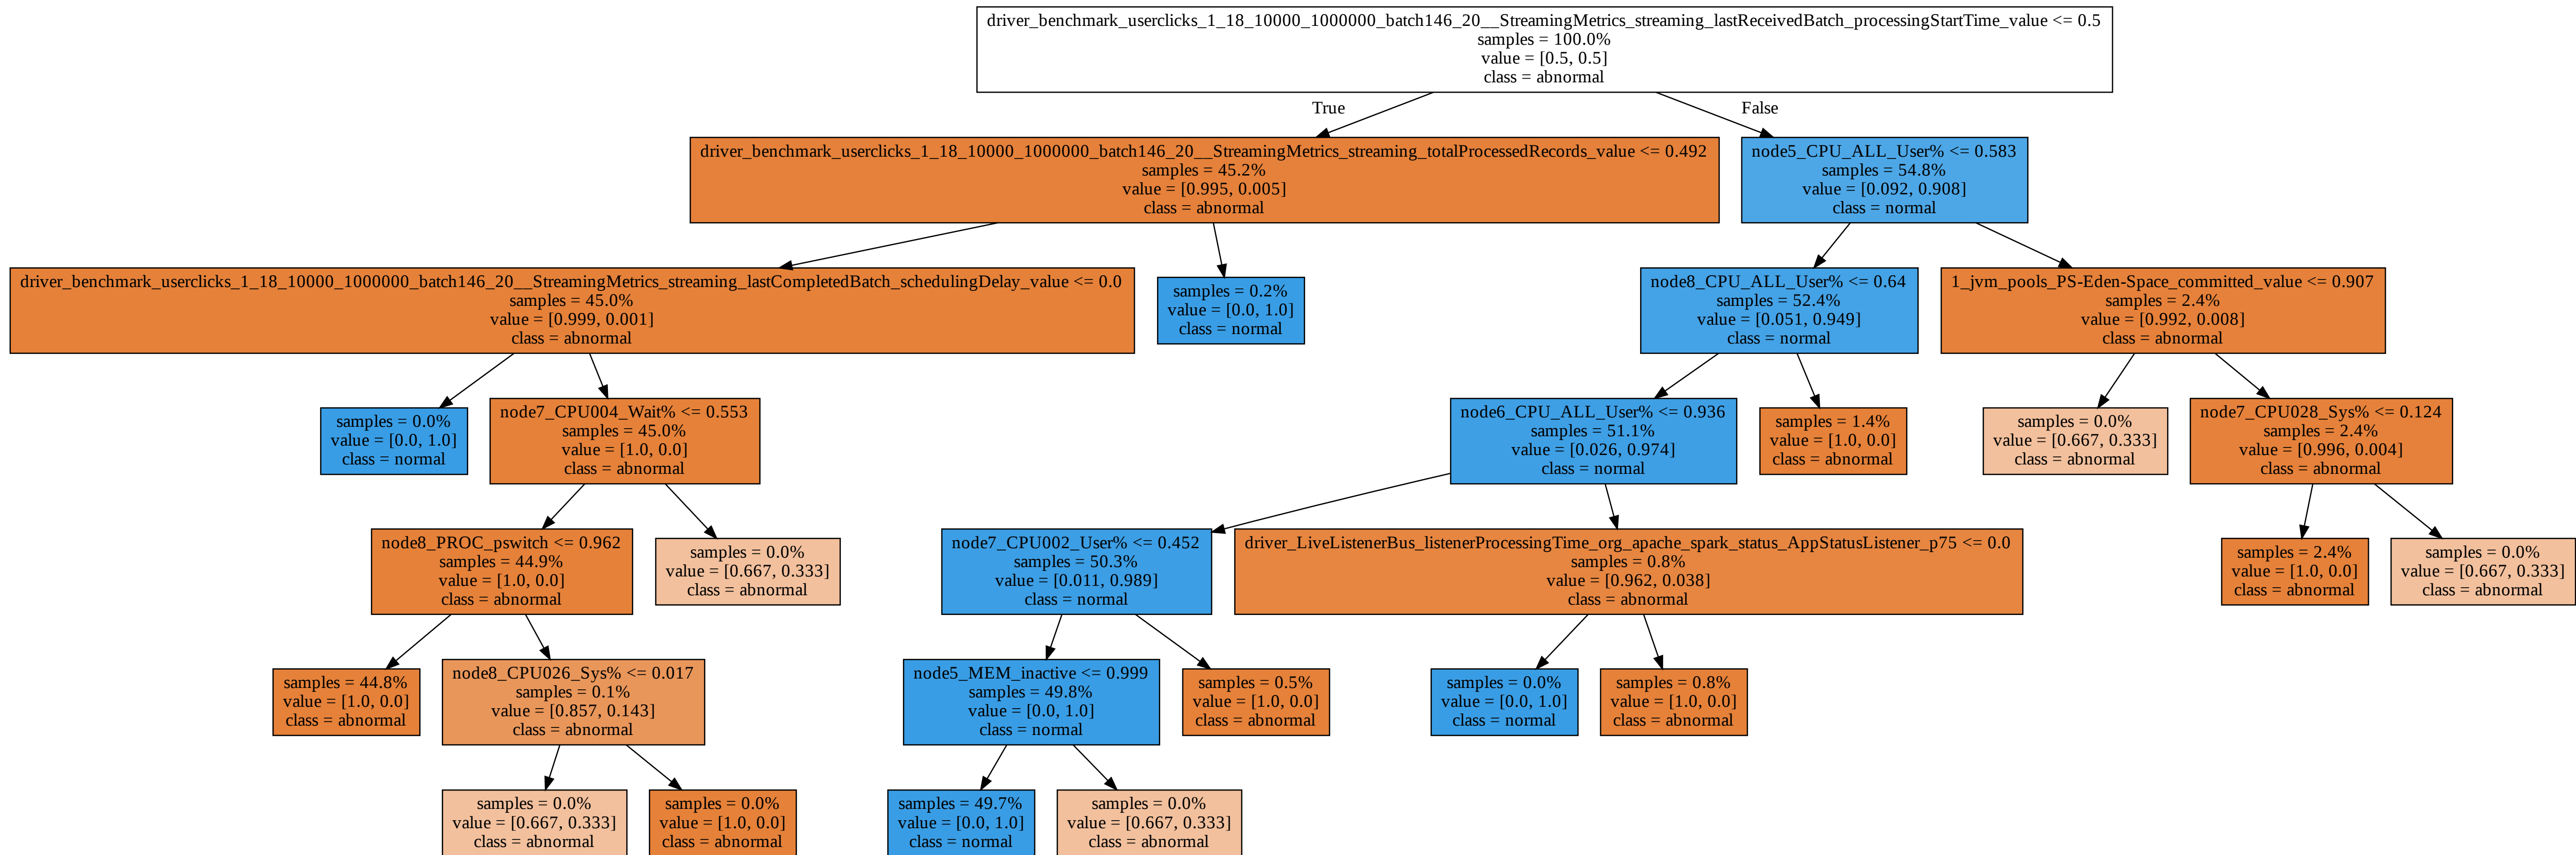 driver_benchmark_userclicks_1_18_10000_1000000_batch146_20__StreamingMetrics_streaming_lastReceivedBatch_processingStartTime_value <= 0.5
samples = 100.0%
value = [0.5, 0.5]
class = abnormal
True
False
driver_benchmark_userclicks_1_18_10000_1000000_batch146_20__StreamingMetrics_streaming_totalProcessedRecords_value <= 0.492
samples = 45.2%
value = [0.995, 0.005]
class = abnormal
node5_CPU_ALL_User% <= 0.583
samples = 54.8%
value = [0.092, 0.908]
class = normal
driver_benchmark_userclicks_1_18_10000_1000000_batch146_20__StreamingMetrics_streaming_lastCompletedBatch_schedulingDelay_value <= 0.0
samples = 45.0%
value = [0.999, 0.001]
class = abnormal
samples = 0.2%
value = [0.0, 1.0]
class = normal
node8_CPU_ALL_User% <= 0.64
samples = 52.4%
value = [0.051, 0.949]
class = normal
1_jvm_pools_PS-Eden-Space_committed_value <= 0.907
samples = 2.4%
value = [0.992, 0.008]
class = abnormal
samples = 0.0%
value = [0.0, 1.0]
class = normal
node7_CPU004_Wait% <= 0.553
samples = 45.0%
value = [1.0, 0.0]
class = abnormal
node6_CPU_ALL_User% <= 0.936
samples = 51.1%
value = [0.026, 0.974]
class = normal
samples = 1.4%
value = [1.0, 0.0]
class = abnormal
samples = 0.0%
value = [0.667, 0.333]
class = abnormal
node7_CPU028_Sys% <= 0.124
samples = 2.4%
value = [0.996, 0.004]
class = abnormal
node8_PROC_pswitch <= 0.962
samples = 44.9%
value = [1.0, 0.0]
class = abnormal
samples = 0.0%
value = [0.667, 0.333]
class = abnormal
node7_CPU002_User% <= 0.452
samples = 50.3%
value = [0.011, 0.989]
class = normal
driver_LiveListenerBus_listenerProcessingTime_org_apache_spark_status_AppStatusListener_p75 <= 0.0
samples = 0.8%
value = [0.962, 0.038]
class = abnormal
samples = 2.4%
value = [1.0, 0.0]
class = abnormal
samples = 0.0%
value = [0.667, 0.333]
class = abnormal
samples = 44.8%
value = [1.0, 0.0]
class = abnormal
node8_CPU026_Sys% <= 0.017
samples = 0.1%
value = [0.857, 0.143]
class = abnormal
node5_MEM_inactive <= 0.999
samples = 49.8%
value = [0.0, 1.0]
class = normal
samples = 0.5%
value = [1.0, 0.0]
class = abnormal
samples = 0.0%
value = [0.0, 1.0]
class = normal
samples = 0.8%
value = [1.0, 0.0]
class = abnormal
samples = 0.0%
value = [0.667, 0.333]
class = abnormal
samples = 0.0%
value = [1.0, 0.0]
class = abnormal
samples = 49.7%
value = [0.0, 1.0]
class = normal
samples = 0.0%
value = [0.667, 0.333]
class = abnormal